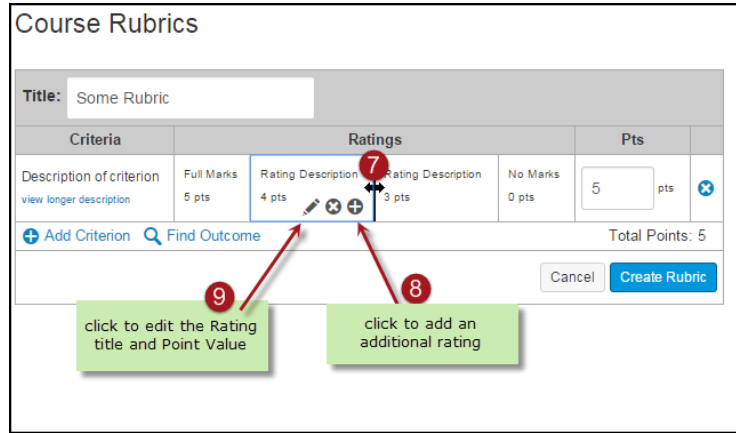 Course Rubrics
Title: Some Rubric
Criteria Ratings Pts
Description of criterion
view longer description
Full Marks
5 pts
Rating Description
4 pts
7
Rating Description
3 pts
No Marks
0 pts
5 pts
Add Criterion Find Outcome Total Points: 5
Cancel Create Rubric
9
click to edit the Rating
title and Point Value
8
click to add an
additional rating